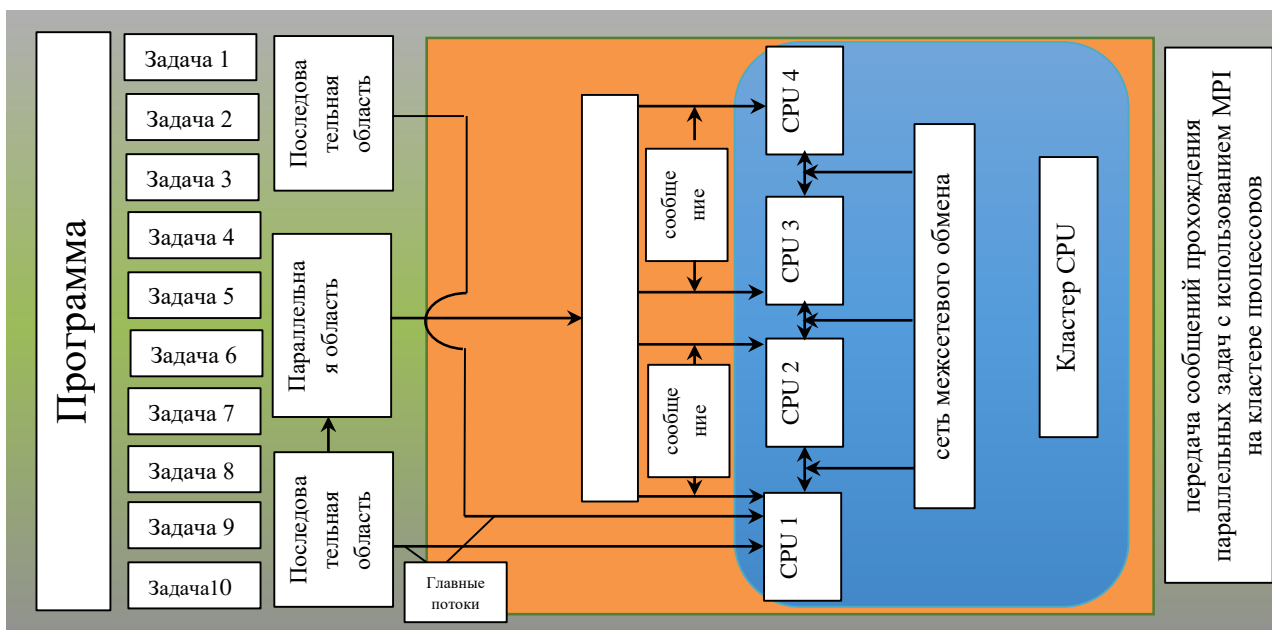 Программа
Задача 1
Задача 2
Задача 3
Задача 4
Задача 5
Задача 6
Задача 7
Задача 8
Задача 9
Задача10
Последова
тельная
область
Параллельна
я область
Последова
тельная
область
Главные
потоки
сообще
ние
сообще
ние
CPU 4
CPU 3
CPU 2
CPU 1
сеть межсетевого обмена
Кластер CPU
передача сообщений прохождения
параллельных задач с использованием MPI
на кластере процессоров